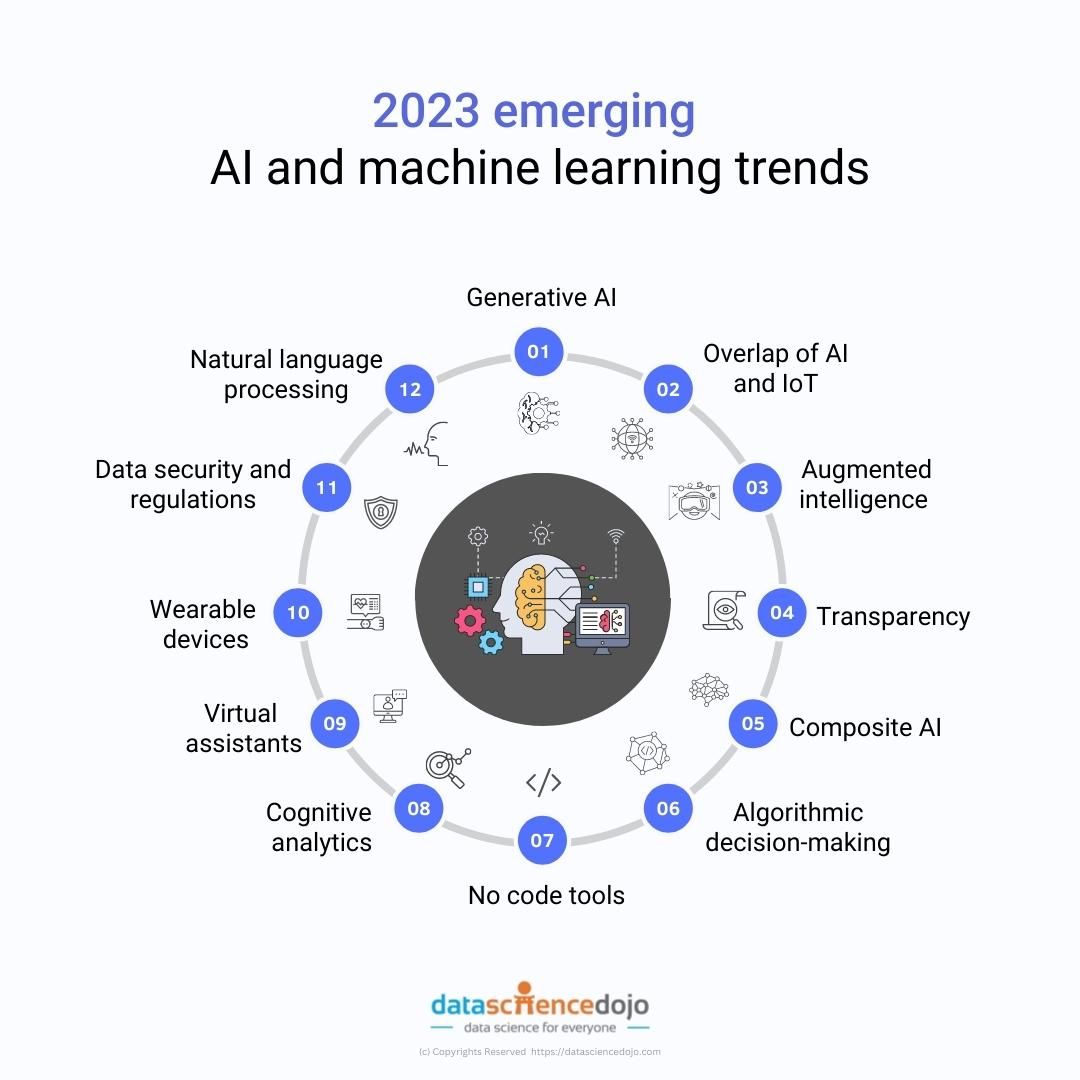 2023 emerging
AI and machine learning trends
Generative AI
01
Overlap of AI
and IoT
02
Augmented
intelligence
03
Transparency
04
Composite AI
05
Algorithmic
decision-making
06
No code tools
07
Cognitive
analytics
08
Virtual
assistants
09
Wearable
devices
10
Data security and
regulations
11
Natural language
processing
12
datasciencedojo
data science for everyone
(c) Copyrights Reserved https://datasciencedojo.com